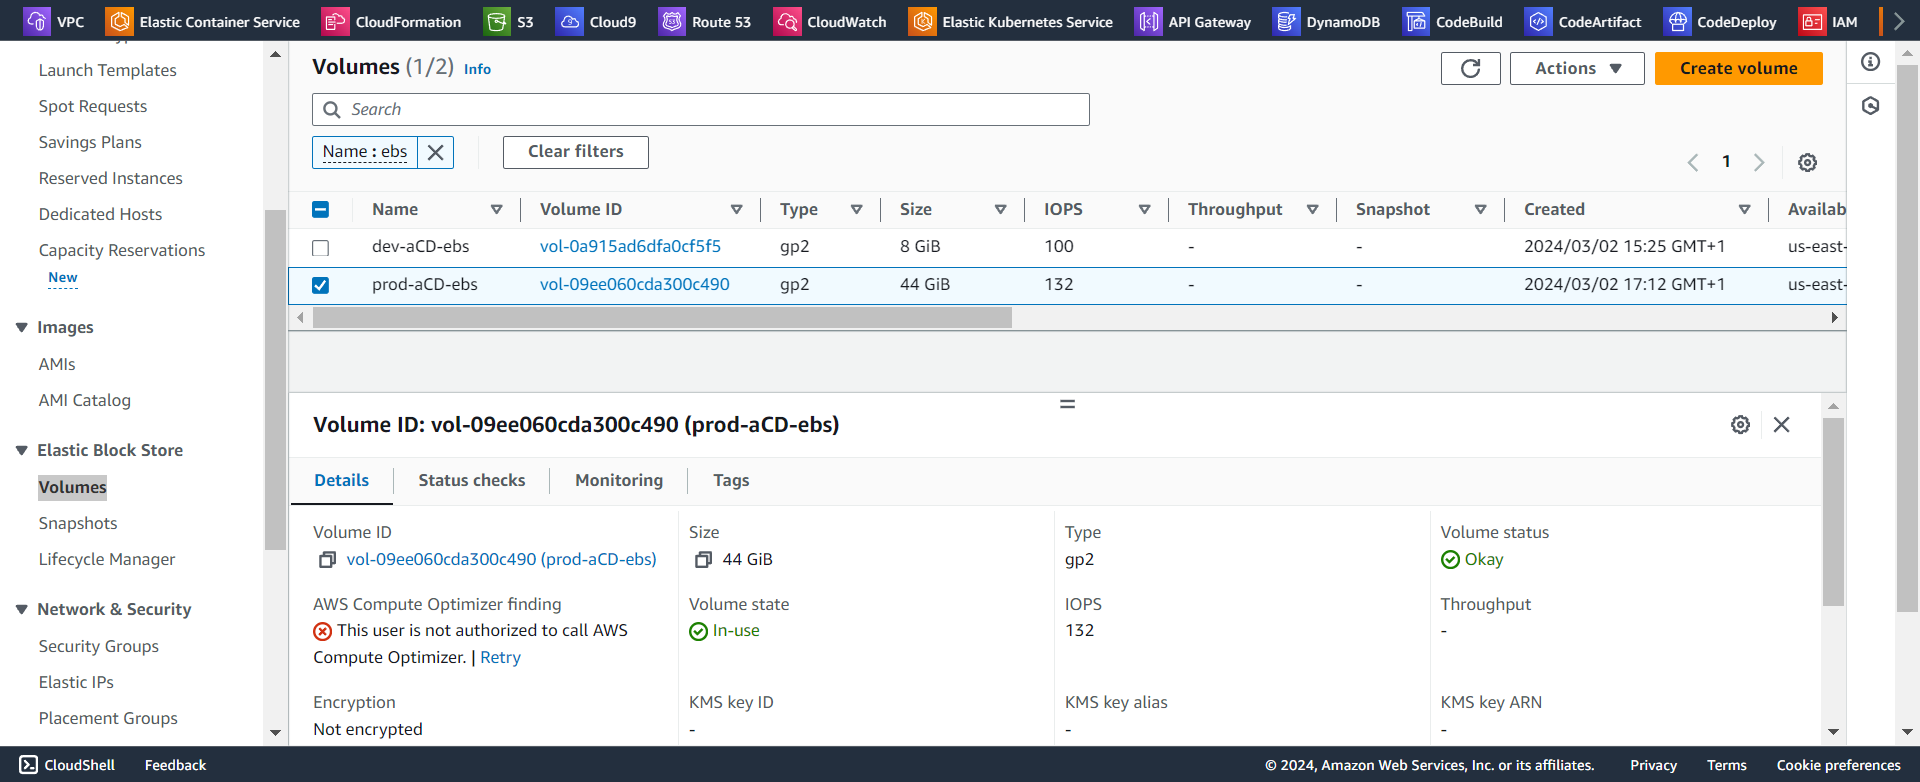 VPC Elastic Container Service CloudFormation S3 Cloud9 Route 53 CloudWatch Elastic Kubernetes Service API Gateway DynamoDB CodeBuild CodeArtifact CodeDeploy IAM
Launch Templates
Spot Requests
Savings Plans
Reserved Instances
Dedicated Hosts
Capacity Reservations
New
Images
AMIs
AMI Catalog
Elastic Block Store
Volumes
Snapshots
Lifecycle Manager
Network & Security
Security Groups
Elastic IPs
Placement Groups
Volumes (1/2) Info
Actions
Create volume
Search
Name : ebs
Clear filters
1
Name Volume ID Type Size IOPS Throughput Snapshot Created Availab
dev-aCD-ebs vol-0a915ad6dfa0cf5f5 gp2 8 GiB 100 - - 2024/03/02 15:25 GMT+1 us-east-
prod-aCD-ebs vol-09ee060cda300c490 gp2 44 GiB 132 - - 2024/03/02 17:12 GMT+1 us-east-
Volume ID: vol-09ee060cda300c490 (prod-aCD-ebs)
Details Status checks Monitoring Tags
Volume ID Size Type Volume status
vol-09ee060cda300c490 (prod-aCD-ebs) 44 GiB gp2 Okay
AWS Compute Optimizer finding Volume state IOPS Throughput
This user is not authorized to call AWS In-use 132 -
Compute Optimizer. | Retry
Encryption KMS key ID KMS key alias KMS key ARN
Not encrypted - - -
CloudShell Feedback © 2024, Amazon Web Services, Inc. or its affiliates. Privacy Terms Cookie preferences